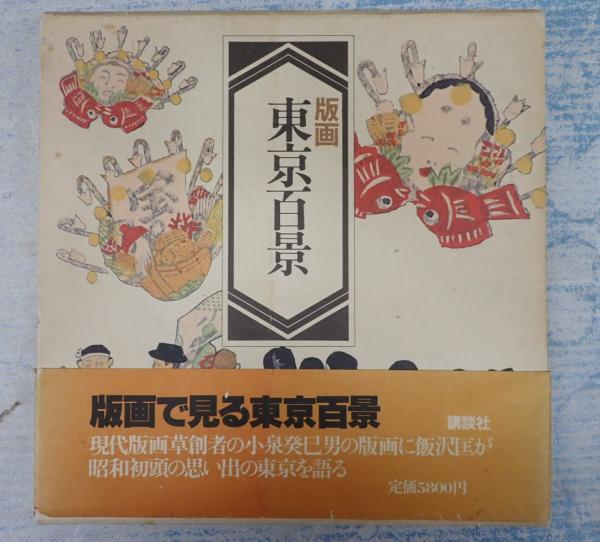 版画
東京百景
宝
版画で見る東京百景
講談社
現代版画草創者の小泉癸巳男の版画に飯沢匡が
昭和初頭の思い出の東京を語る
定価5800円